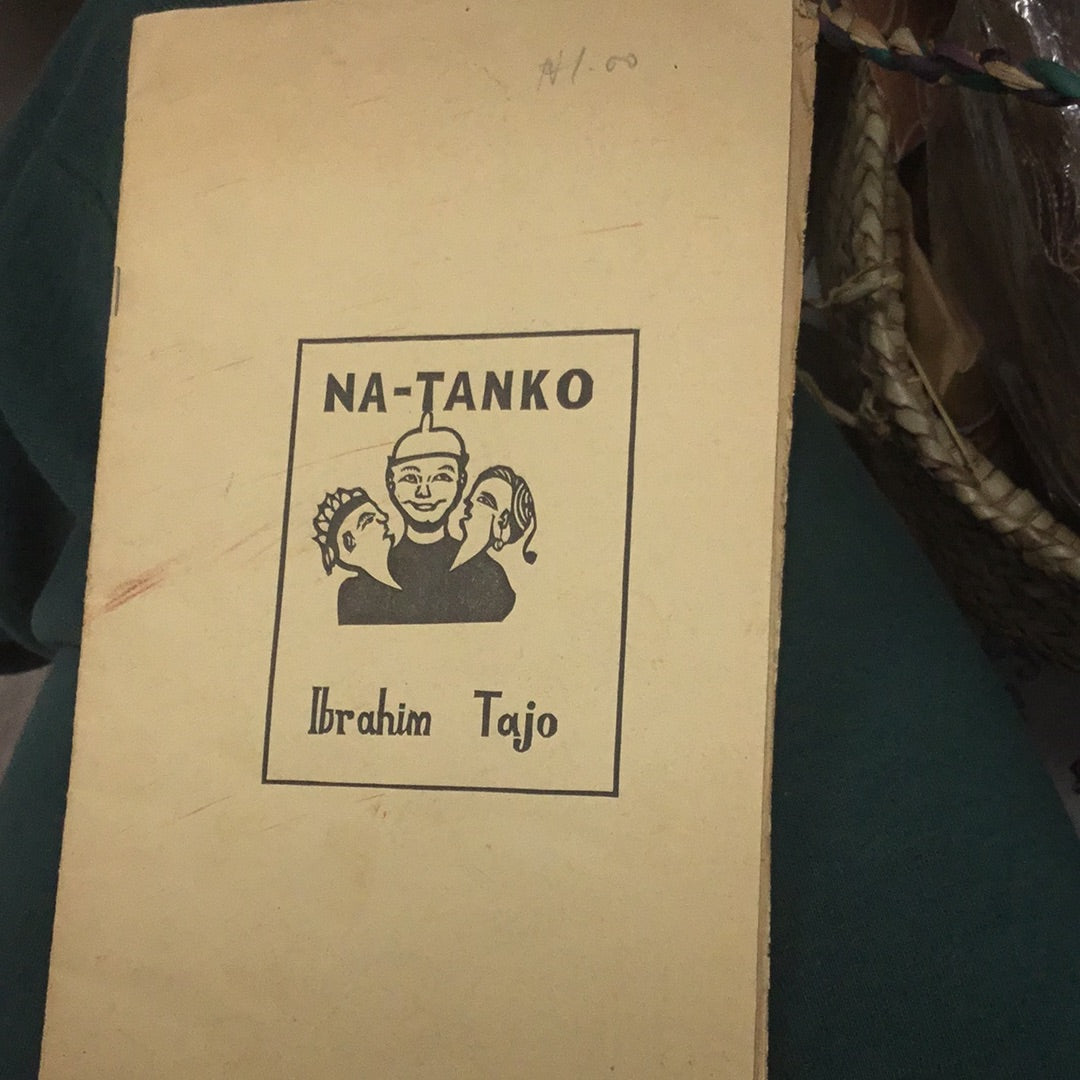 ₦1.00
NA-TANKO
Ibrahim Tajo